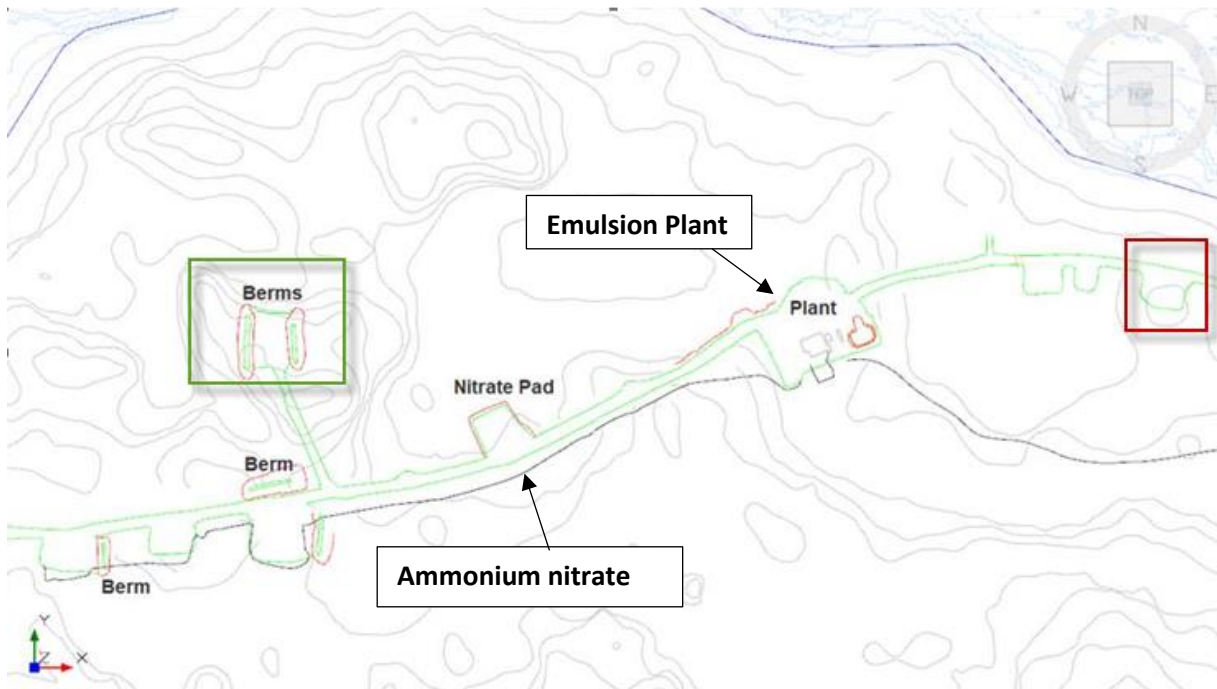 N
W
E
TOP
S
Emulsion Plant
Berms
Plant
Nitrate Pad
Berm
Ammonium nitrate
Berm
Y
Z
X